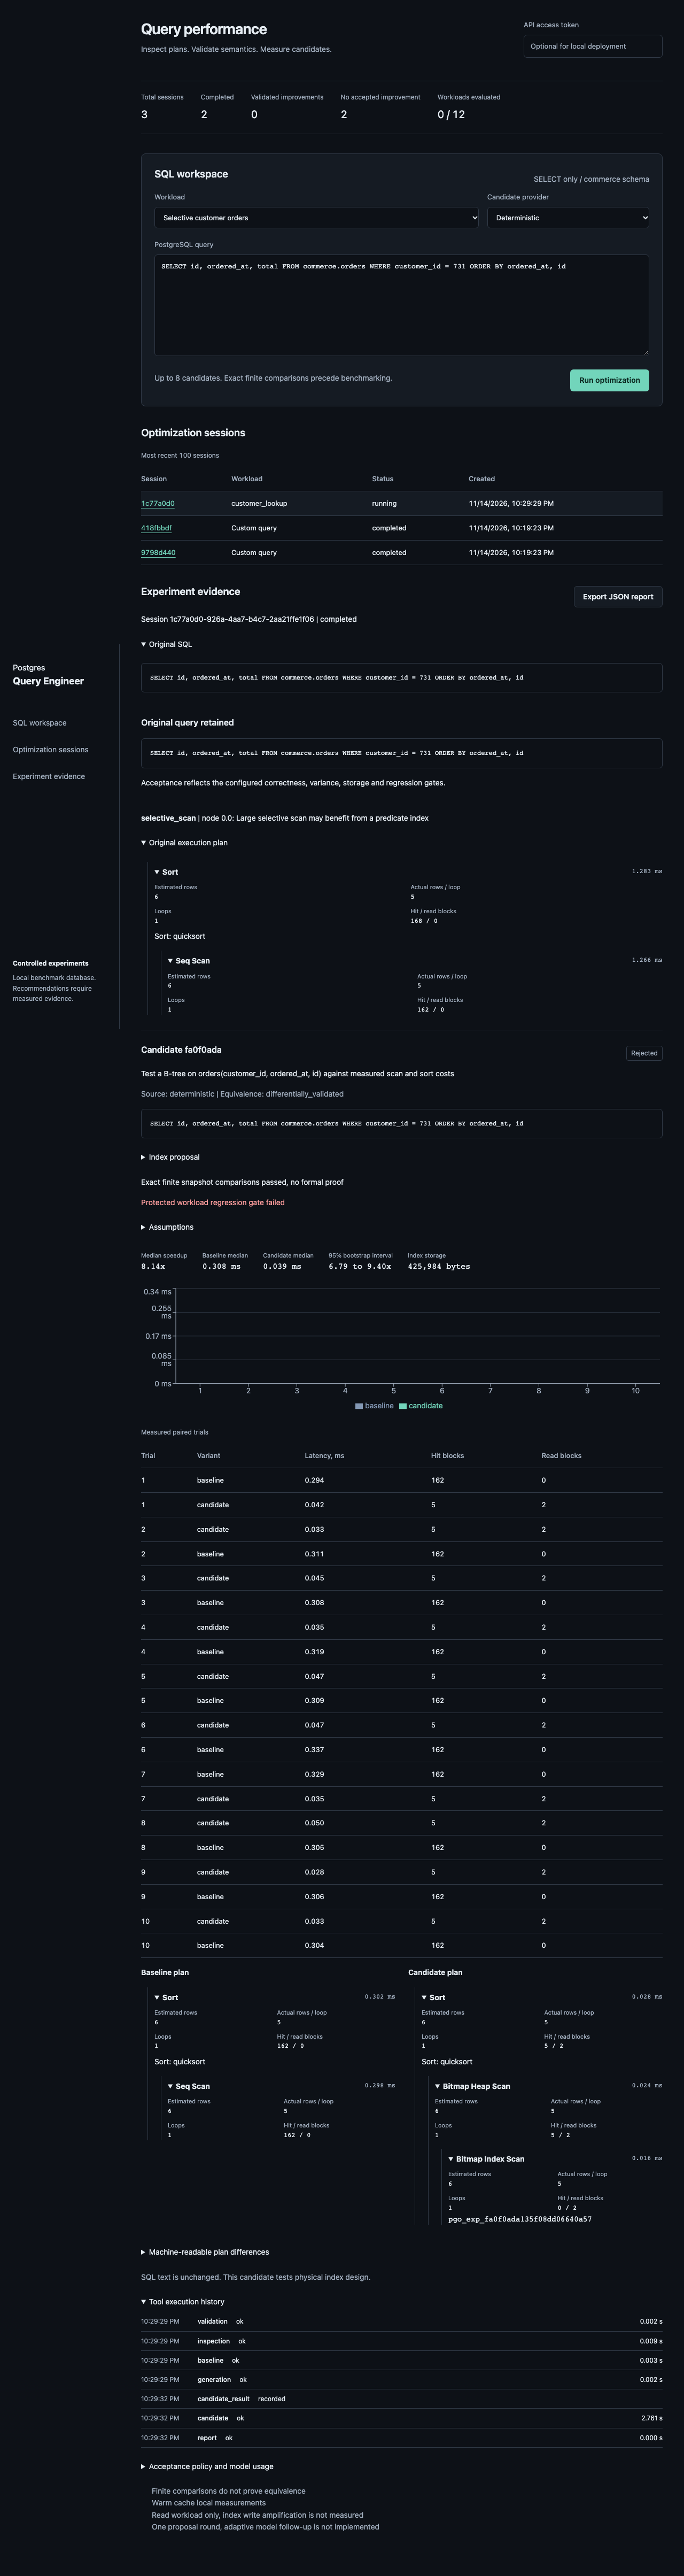 Query performance
Inspect plans. Validate semantics. Measure candidates.
API access token
Optional for local deployment
Total sessions Completed Validated improvements No accepted improvement Workloads evaluated
3 2 0 2 0 / 12
SQL workspace
SELECT only / commerce schema
Workload Candidate provider
Selective customer orders Deterministic
PostgreSQL query
SELECT id, ordered_at, total FROM commerce.orders WHERE customer_id = 731 ORDER BY ordered_at, id
Up to 8 candidates. Exact finite comparisons precede benchmarking.
Run optimization
Optimization sessions
Most recent 100 sessions
Session Workload Status Created
1c77a0d0 customer_lookup running 11/14/2026, 10:29:29 PM
418fbbdf Custom query completed 11/14/2026, 10:19:23 PM
9798d440 Custom query completed 11/14/2026, 10:19:23 PM
Experiment evidence
Export JSON report
Session 1c77a0d0-926a-4aa7-b4c7-2aa21ffe1f06 | completed
Original SQL
SELECT id, ordered_at, total FROM commerce.orders WHERE customer_id = 731 ORDER BY ordered_at, id
Postgres
Query Engineer
SQL workspace
Optimization sessions
Experiment evidence
Controlled experiments
Local benchmark database.
Recommendations require
measured evidence.
Original query retained
SELECT id, ordered_at, total FROM commerce.orders WHERE customer_id = 731 ORDER BY ordered_at, id
Acceptance reflects the configured correctness, variance, storage and regression gates.
selective_scan | node 0.0: Large selective scan may benefit from a predicate index
Original execution plan
Sort 1.283 ms
Estimated rows Actual rows / loop
6 5
Loops Hit / read blocks
1 168 / 0
Sort: quicksort
Seq Scan 1.266 ms
Estimated rows Actual rows / loop
6 5
Loops Hit / read blocks
1 162 / 0
Candidate fa0f0ada
Rejected
Test a B-tree on orders(customer_id, ordered_at, id) against measured scan and sort costs
Source: deterministic | Equivalence: differentially_validated
SELECT id, ordered_at, total FROM commerce.orders WHERE customer_id = 731 ORDER BY ordered_at, id
Index proposal
Exact finite snapshot comparisons passed, no formal proof
Protected workload regression gate failed
Assumptions
Median speedup Baseline median Candidate median 95% bootstrap interval Index storage
8.14x 0.308 ms 0.039 ms 6.79 to 9.40x 425,984 bytes
0.34 ms
0.255
ms
0.17 ms
0.085
ms
0 ms
1 2 3 4 5 6 7 8 9 10
baseline candidate
Measured paired trials
Trial Variant Latency, ms Hit blocks Read blocks
1 baseline 0.294 162 0
1 candidate 0.042 5 2
2 candidate 0.033 5 2
2 baseline 0.311 162 0
3 candidate 0.045 5 2
3 baseline 0.308 162 0
4 candidate 0.035 5 2
4 baseline 0.319 162 0
5 candidate 0.047 5 2
5 baseline 0.309 162 0
6 candidate 0.047 5 2
6 baseline 0.337 162 0
7 baseline 0.329 162 0
7 candidate 0.035 5 2
8 candidate 0.050 5 2
8 baseline 0.305 162 0
9 candidate 0.028 5 2
9 baseline 0.306 162 0
10 candidate 0.033 5 2
10 baseline 0.304 162 0
Baseline plan
Sort 0.302 ms
Estimated rows Actual rows / loop
6 5
Loops Hit / read blocks
1 162 / 0
Sort: quicksort
Seq Scan 0.298 ms
Estimated rows Actual rows / loop
6 5
Loops Hit / read blocks
1 162 / 0
Candidate plan
Sort 0.028 ms
Estimated rows Actual rows / loop
6 5
Loops Hit / read blocks
1 5 / 2
Sort: quicksort
Bitmap Heap Scan 0.024 ms
Estimated rows Actual rows / loop
6 5
Loops Hit / read blocks
1 5 / 2
Bitmap Index Scan 0.016 ms
Estimated rows Actual rows / loop
6 5
Loops Hit / read blocks
1 0 / 2
pgo_exp_fa0f0ada135f08dd06640a57
Machine-readable plan differences
SQL text is unchanged. This candidate tests physical index design.
Tool execution history
10:29:29 PM validation ok 0.002 s
10:29:29 PM inspection ok 0.009 s
10:29:29 PM baseline ok 0.003 s
10:29:29 PM generation ok 0.002 s
10:29:32 PM candidate_result recorded
10:29:32 PM candidate ok 2.761 s
10:29:32 PM report ok 0.000 s
Acceptance policy and model usage
Finite comparisons do not prove equivalence
Warm cache local measurements
Read workload only, index write amplification is not measured
One proposal round, adaptive model follow-up is not implemented